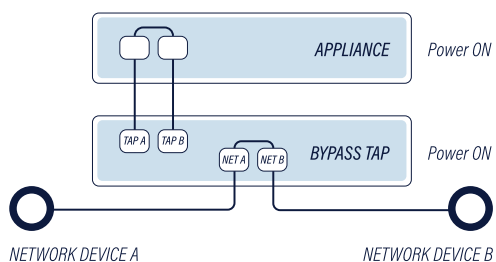 APPLIANCE
Power ON
TAP A
TAP B
NET A
NET B
BYPASS TAP
Power ON
NETWORK DEVICE A
NETWORK DEVICE B